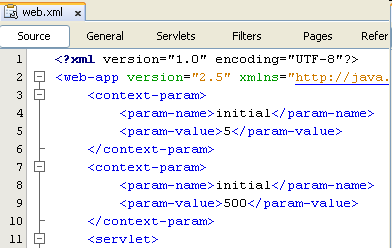 web.xml
Source General Servlets Filters Pages Refer
1 <?xml version="1.0" encoding="UTF-8"?>
2 <web-app version="2.5" xmlns="http://java.
3 <context-param>
4 <param-name>initial</param-name>
5 <param-value>5</param-value>
6 </context-param>
7 <context-param>
8 <param-name>initial</param-name>
9 <param-value>500</param-value>
10 </context-param>
11 <servlet>